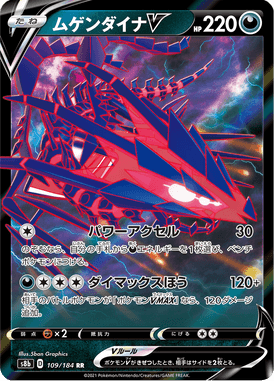 たね ムゲンダイナV HP220
パワーアクセル 30
のぞむなら、自分の手札から エネルギーを1枚選び、ベンチ
ポケモンにつける。
ダイマックスほう 120+
相手のバトルポケモンが「ポケモンVMAX」なら、120ダメージ
追加。
弱点 ×2 抵抗力 にげる
Illus.5ban Graphics
Vルール
ポケモンVがきぜつしたとき、相手はサイドを2枚とる。
s8b D 109/184 RR
©2021 Pokémon/Nintendo/Creatures/GAME FREAK.